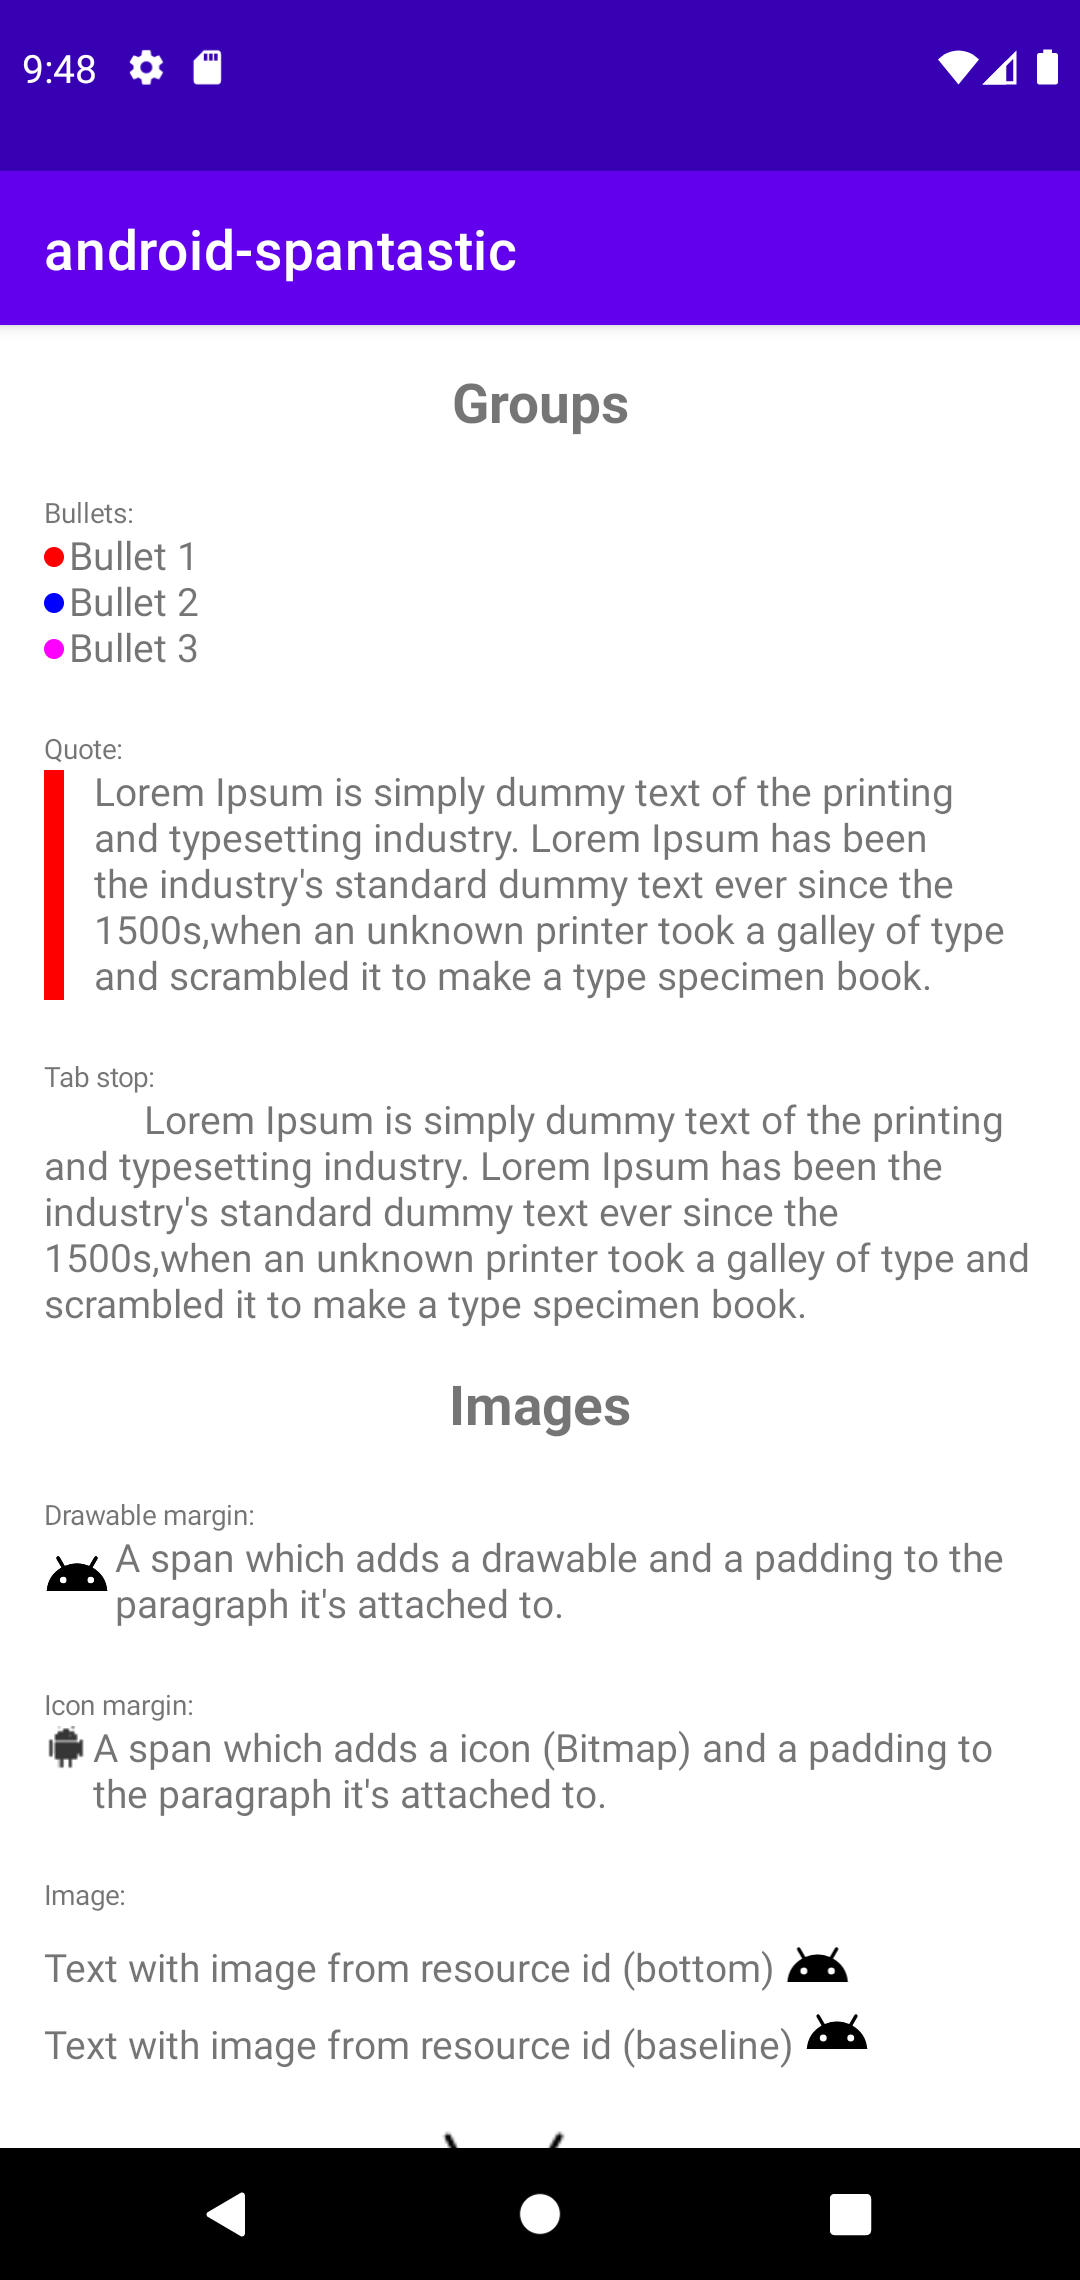 9:48
android-spantastic
Groups
Bullets:
Bullet 1
Bullet 2
Bullet 3
Quote:
Lorem Ipsum is simply dummy text of the printing
and typesetting industry. Lorem Ipsum has been
the industry's standard dummy text ever since the
1500s,when an unknown printer took a galley of type
and scrambled it to make a type specimen book.
Tab stop:
Lorem Ipsum is simply dummy text of the printing
and typesetting industry. Lorem Ipsum has been the
industry's standard dummy text ever since the
1500s,when an unknown printer took a galley of type and
scrambled it to make a type specimen book.
Images
Drawable margin:
A span which adds a drawable and a padding to the
paragraph it's attached to.
Icon margin:
A span which adds a icon (Bitmap) and a padding to
the paragraph it's attached to.
Image:
Text with image from resource id (bottom)
Text with image from resource id (baseline)